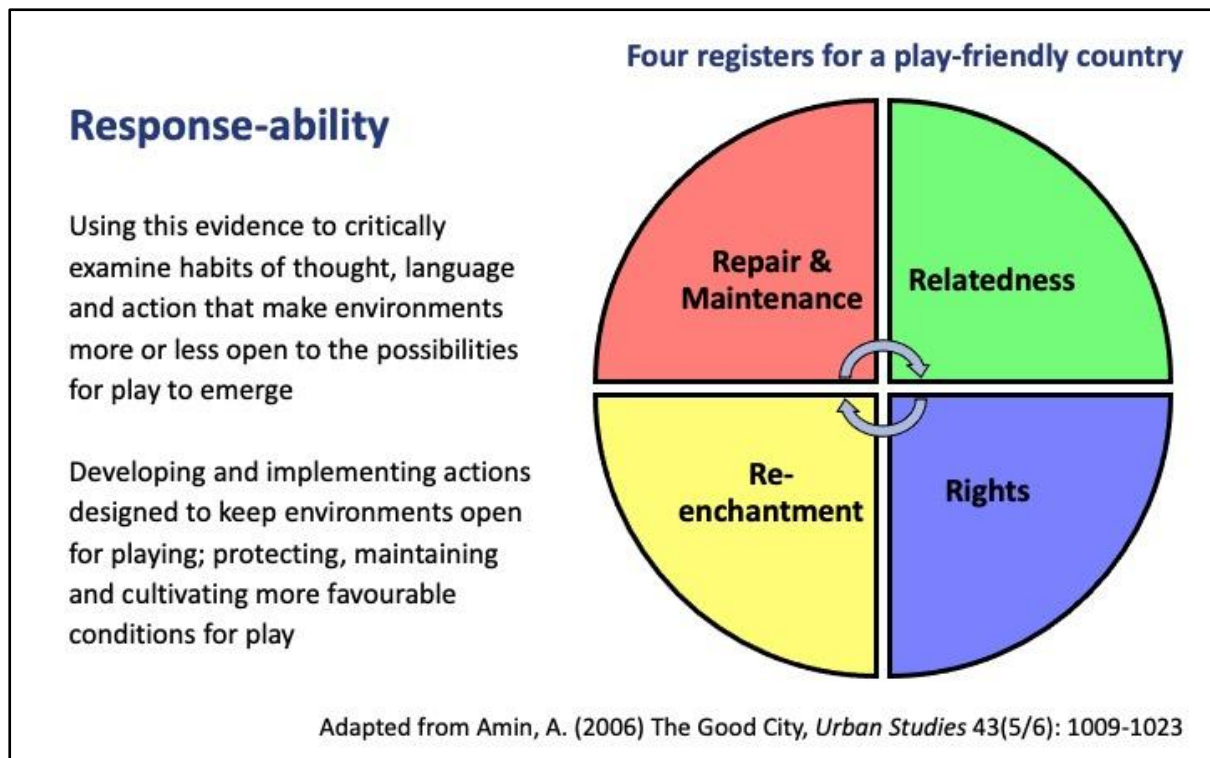 Four registers for a play-friendly country
Response-ability
Using this evidence to critically
examine habits of thought, language
and action that make environments
more or less open to the possibilities
for play to emerge
Developing and implementing actions
designed to keep environments open
for playing; protecting, maintaining
and cultivating more favourable
conditions for play
Repair &
Maintenance
Relatedness
Re-
enchantment
Rights
Adapted from Amin, A. (2006) The Good City, Urban Studies 43(5/6): 1009-1023